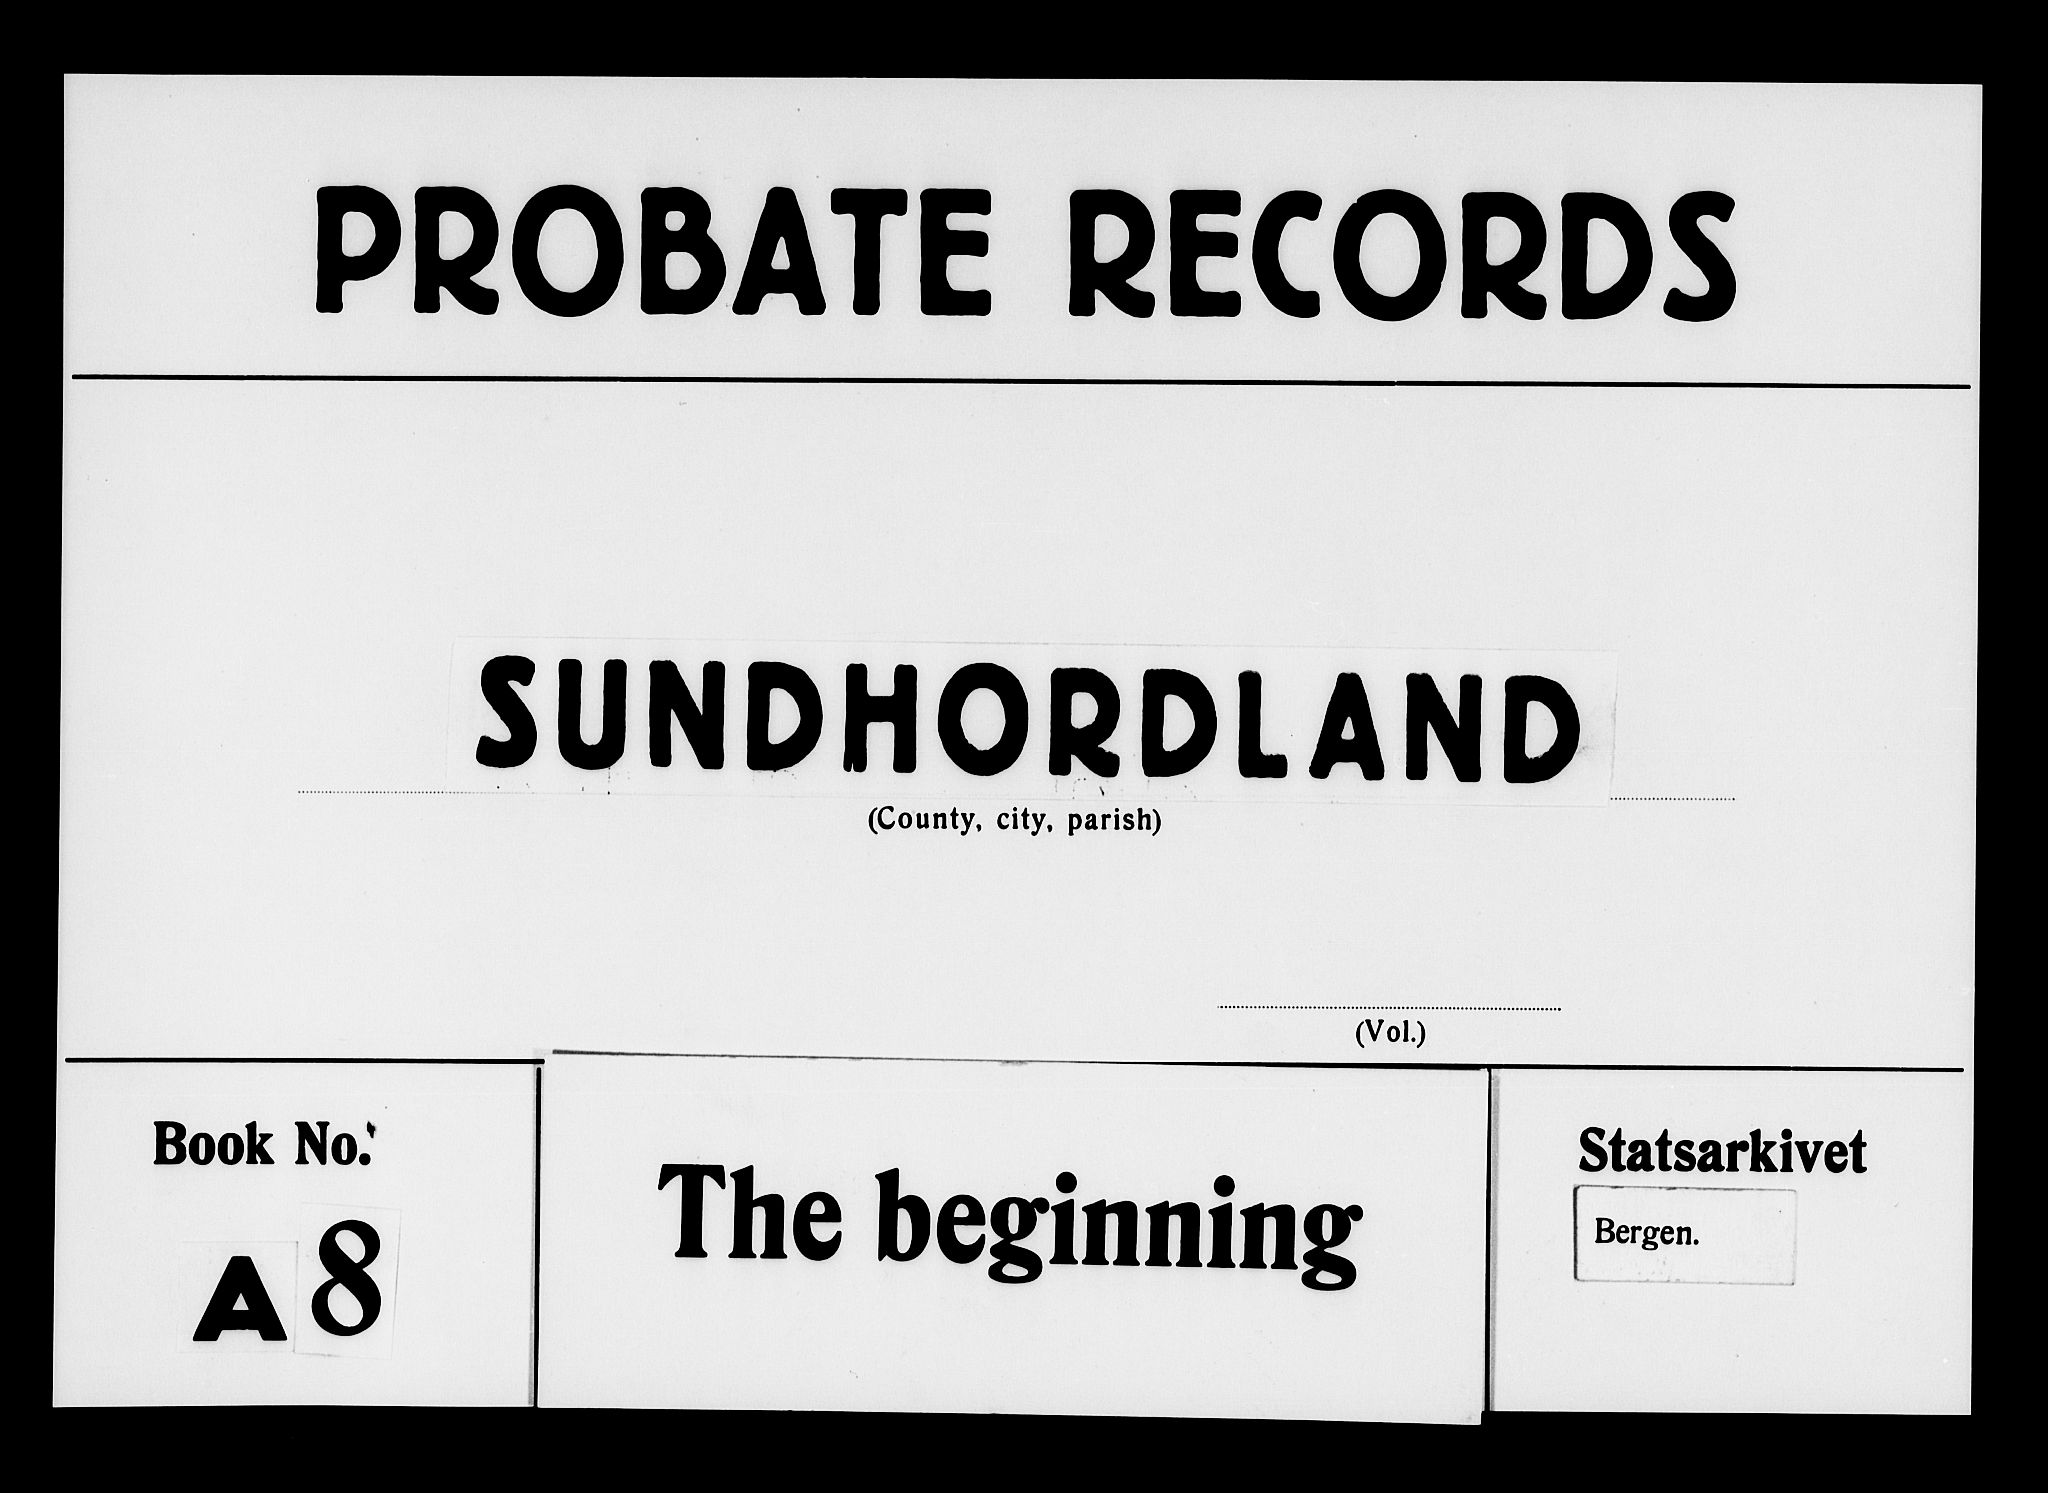 PROBATE RECORDS
SUNDHORDLAND
(County, city, parish)
(Vol.)
Book No.
A 8
The beginning
Statsarkivet
Bergen.